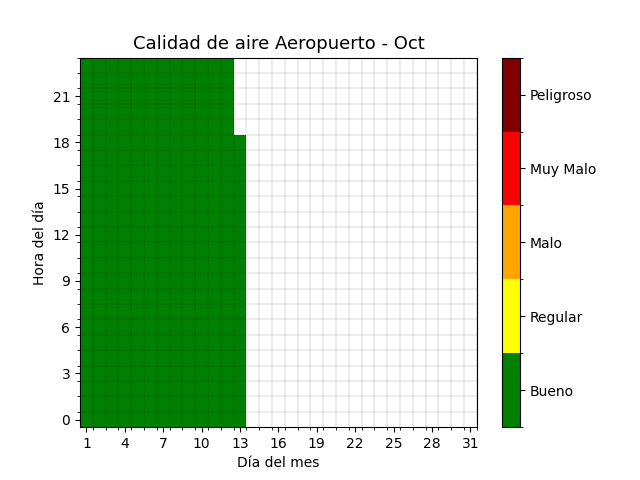 Calidad de aire Aeropuerto - Oct
Hora del día
21
18
15
12
9
6
3
0
1 4 7 10 13 16 19 22 25 28 31
Día del mes
Peligroso
Muy Malo
Malo
Regular
Bueno